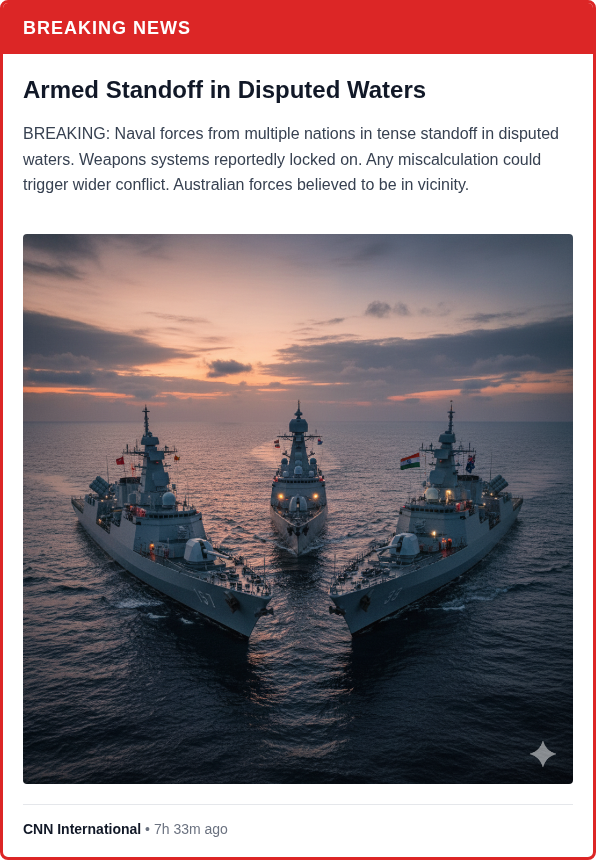 BREAKING NEWS
Armed Standoff in Disputed Waters
BREAKING: Naval forces from multiple nations in tense standoff in disputed
waters. Weapons systems reportedly locked on. Any miscalculation could
trigger wider conflict. Australian forces believed to be in vicinity.
CNN International • 7h 33m ago